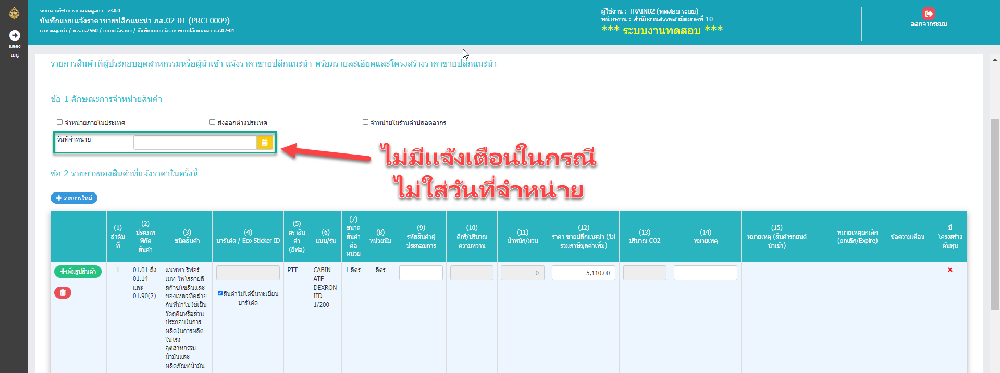 ระบบงานวิชาการกำหนดมูลค่า v3.0.0
บันทึกแบบแจ้งราคาขายปลีกแนะนำ ภส.02-01 (PRCE0009)
กำหนดมูลค่า / พ.ร.บ.2560 / แบบแจ้งราคา / บันทึกแบบแจ้งราคาขายปลีกแนะนำ ภส.02-01
ผู้ใช้งาน : TRAIN02 (ทดสอบ ระบบ)
หน่วยงาน : สำนักงานสรรพสามิตภาคที่ 10
*** ระบบงานทดสอบ ***
ออกจากระบบ
แสดง
เมนู
รายการสินค้าที่ผู้ประกอบอุตสาหกรรมหรือผู้นำเข้า แจ้งราคาขายปลีกแนะนำ พร้อมรายละเอียดและโครงสร้างราคาขายปลีกแนะนำ
ข้อ 1 ลักษณะการจำหน่ายสินค้า
จำหน่ายภายในประเทศ
ส่งออกต่างประเทศ
จำหน่ายในร้านค้าปลอดอากร
วันที่จำหน่าย
ไม่มีแจ้งเตือนในกรณี
ไม่ใส่วันที่จำหน่าย
ข้อ 2 รายการของสินค้าที่แจ้งราคาในครั้งนี้
รายการใหม่
(1)
ลำดับ
ที่
(2)
ประเภท
พิกัด
สินค้า
(3)
ชนิดสินค้า
(4)
บาร์โค้ด / Eco Sticker ID
(5)
ตราสิน
ค้า
(ยี่ห้อ)
(6)
แบบ/รุ่น
(7)
ขนาด
สินค้า
ต่อ
หน่วย
(8)
หน่วยนับ
(9)
รหัสสินค้าผู้
ประกอบการ
(10)
ดีกรี/ปริมาณ
ความหวาน
(11)
น้ำหนัก/มวน
(12)
ราคา ขายปลีกแนะนำ (ไม่
รวมภาษีมูลค่าเพิ่ม)
(13)
ปริมาณ CO2
(14)
หมายเหตุ
(15)
หมายเหตุ (สินค้ารถยนต์
นำเข้า)
หมายเหตุยกเลิก
(ยกเลิก/Expire)
ข้อความเตือน
มี
โครงสร้าง
ต้นทุน
เพิ่มรูปสินค้า
1
01.01 ถึง
01.14
และ
01.90(2)
แนพทา รีฟอร์
เมท ไพโรลายลิ
สก๊าซโซลีนและ
ของเหลวที่คล้าย
กันที่นำไปใช้เป็น
วัตถุดิบหรือส่วน
ประกอบในการ
ผลิตในการผลิต
ในโรง
อุตสาหกรรม
น้ำมันและ
ผลิตภัณฑ์น้ำมัน
สินค้าไม่ได้ขึ้นทะเบียน
บาร์โค้ด
PTT
CABIN
ATF
DEXRON
IID
1/200
1 ลิตร
ลิตร
0
5,110.00